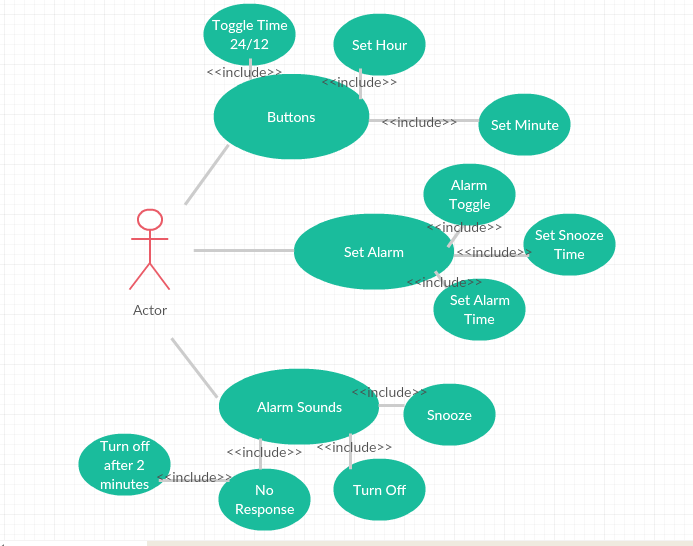 Toggle Time
24/12
Set Hour
<<include>>
<<include>>
Buttons
<<include>>
Set Minute
Alarm
Toggle
<<include>>
Set Alarm
<<include>>
Set Snooze
Time
<<include>>
Set Alarm
Time
Actor
<<include>>
Alarm Sounds
Snooze
<<include>>
<<include>>
Turn off
after 2
minutes
<<include>>
No
Response
Turn Off